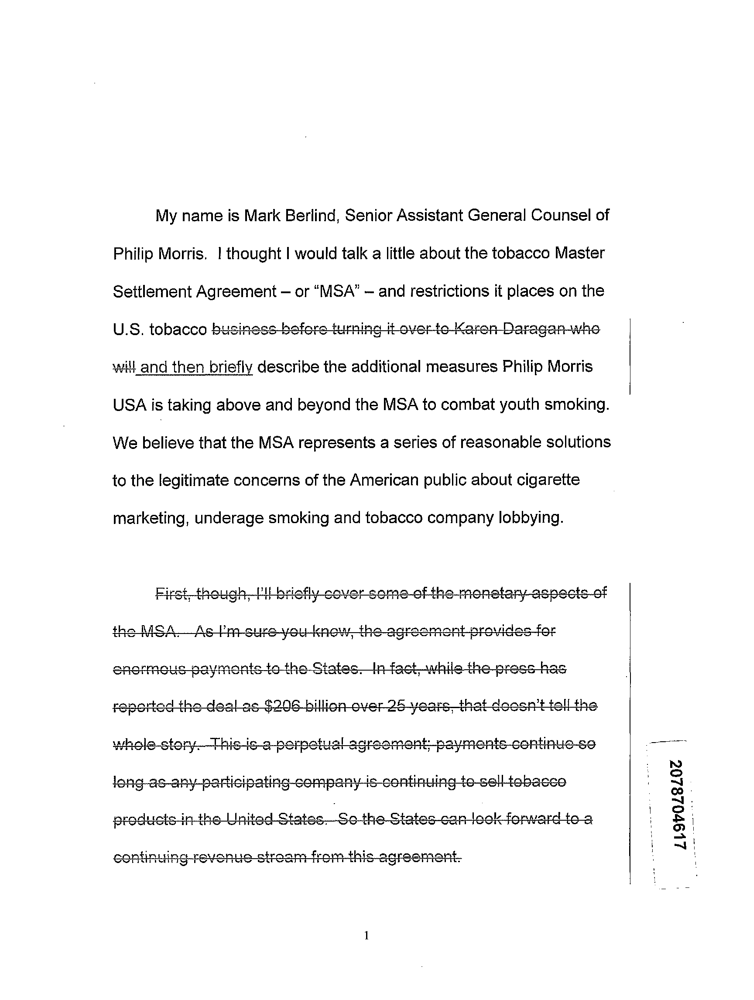 My name is Mark Berlind, Senior Assistant General Counsel of
Philip Morris. I thought I would talk a little about the tobacco Master
Settlement Agreement – or “MSA” – and restrictions it places on the
U.S. tobacco business before turning it over to Karen Daragan who
will and then briefly describe the additional measures Philip Morris
USA is taking above and beyond the MSA to combat youth smoking.
We believe that the MSA represents a series of reasonable solutions
to the legitimate concerns of the American public about cigarette
marketing, underage smoking and tobacco company lobbying.
First, though, I'll briefly cover some of the monetary aspects of
the MSA. As I'm sure you know, the agreement provides for
enormous payments to the States. In fact, while the press has
reported the deal as $206 billion over 25 years, that doesn't tell the
whole story. This is a perpetual agreement; payments continue so
long as any participating company is continuing to sell tobacco
products in the United States. So the States can look forward to a
continuing revenue stream from this agreement.
2078704617
1